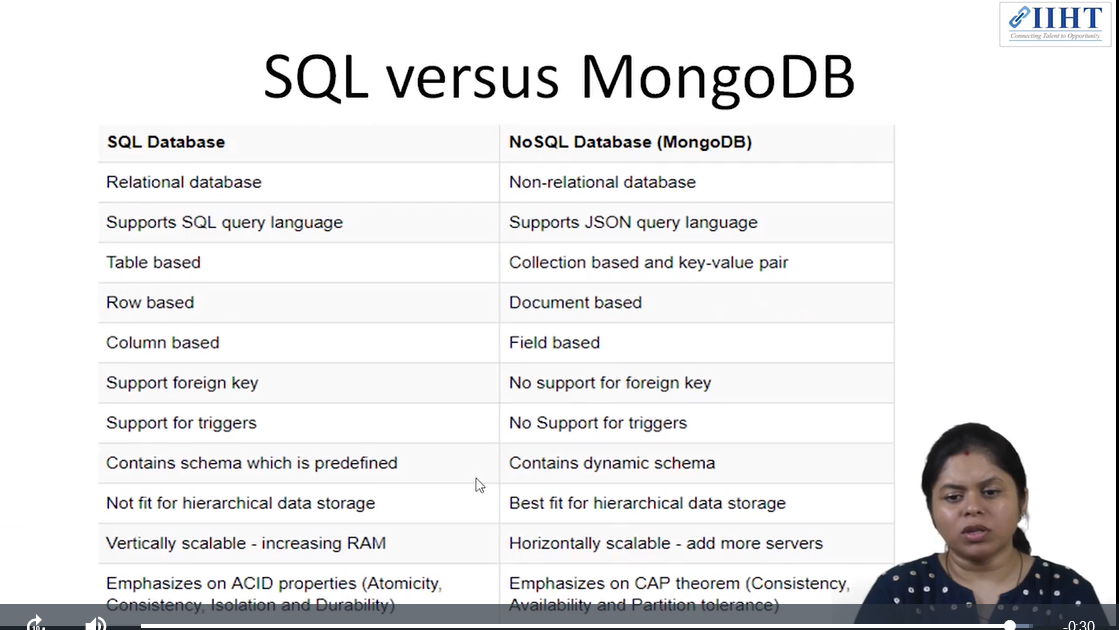 IIHT
Connecting Talent to Opportunity
SQL versus MongoDB
SQL Database
NoSQL Database (MongoDB)
Relational database
Non-relational database
Supports SQL query language
Supports JSON query language
Table based
Collection based and key-value pair
Row based
Document based
Column based
Field based
Support foreign key
No support for foreign key
Support for triggers
No Support for triggers
Contains schema which is predefined
Contains dynamic schema
Not fit for hierarchical data storage
Best fit for hierarchical data storage
Vertically scalable - increasing RAM
Horizontally scalable - add more servers
Emphasizes on ACID properties (Atomicity,
Consistency, Isolation and Durability)
Emphasizes on CAP theorem (Consistency,
Availability and Partition tolerance)
10
-0:30